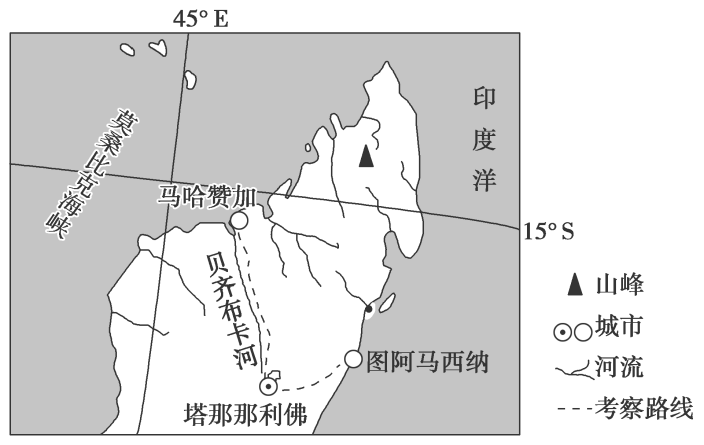 45° E
印度洋
莫桑比克海峡
马哈赞加
15° S
贝齐布卡河
山峰
城市
河流
图阿马西纳
塔那那利佛
考察路线